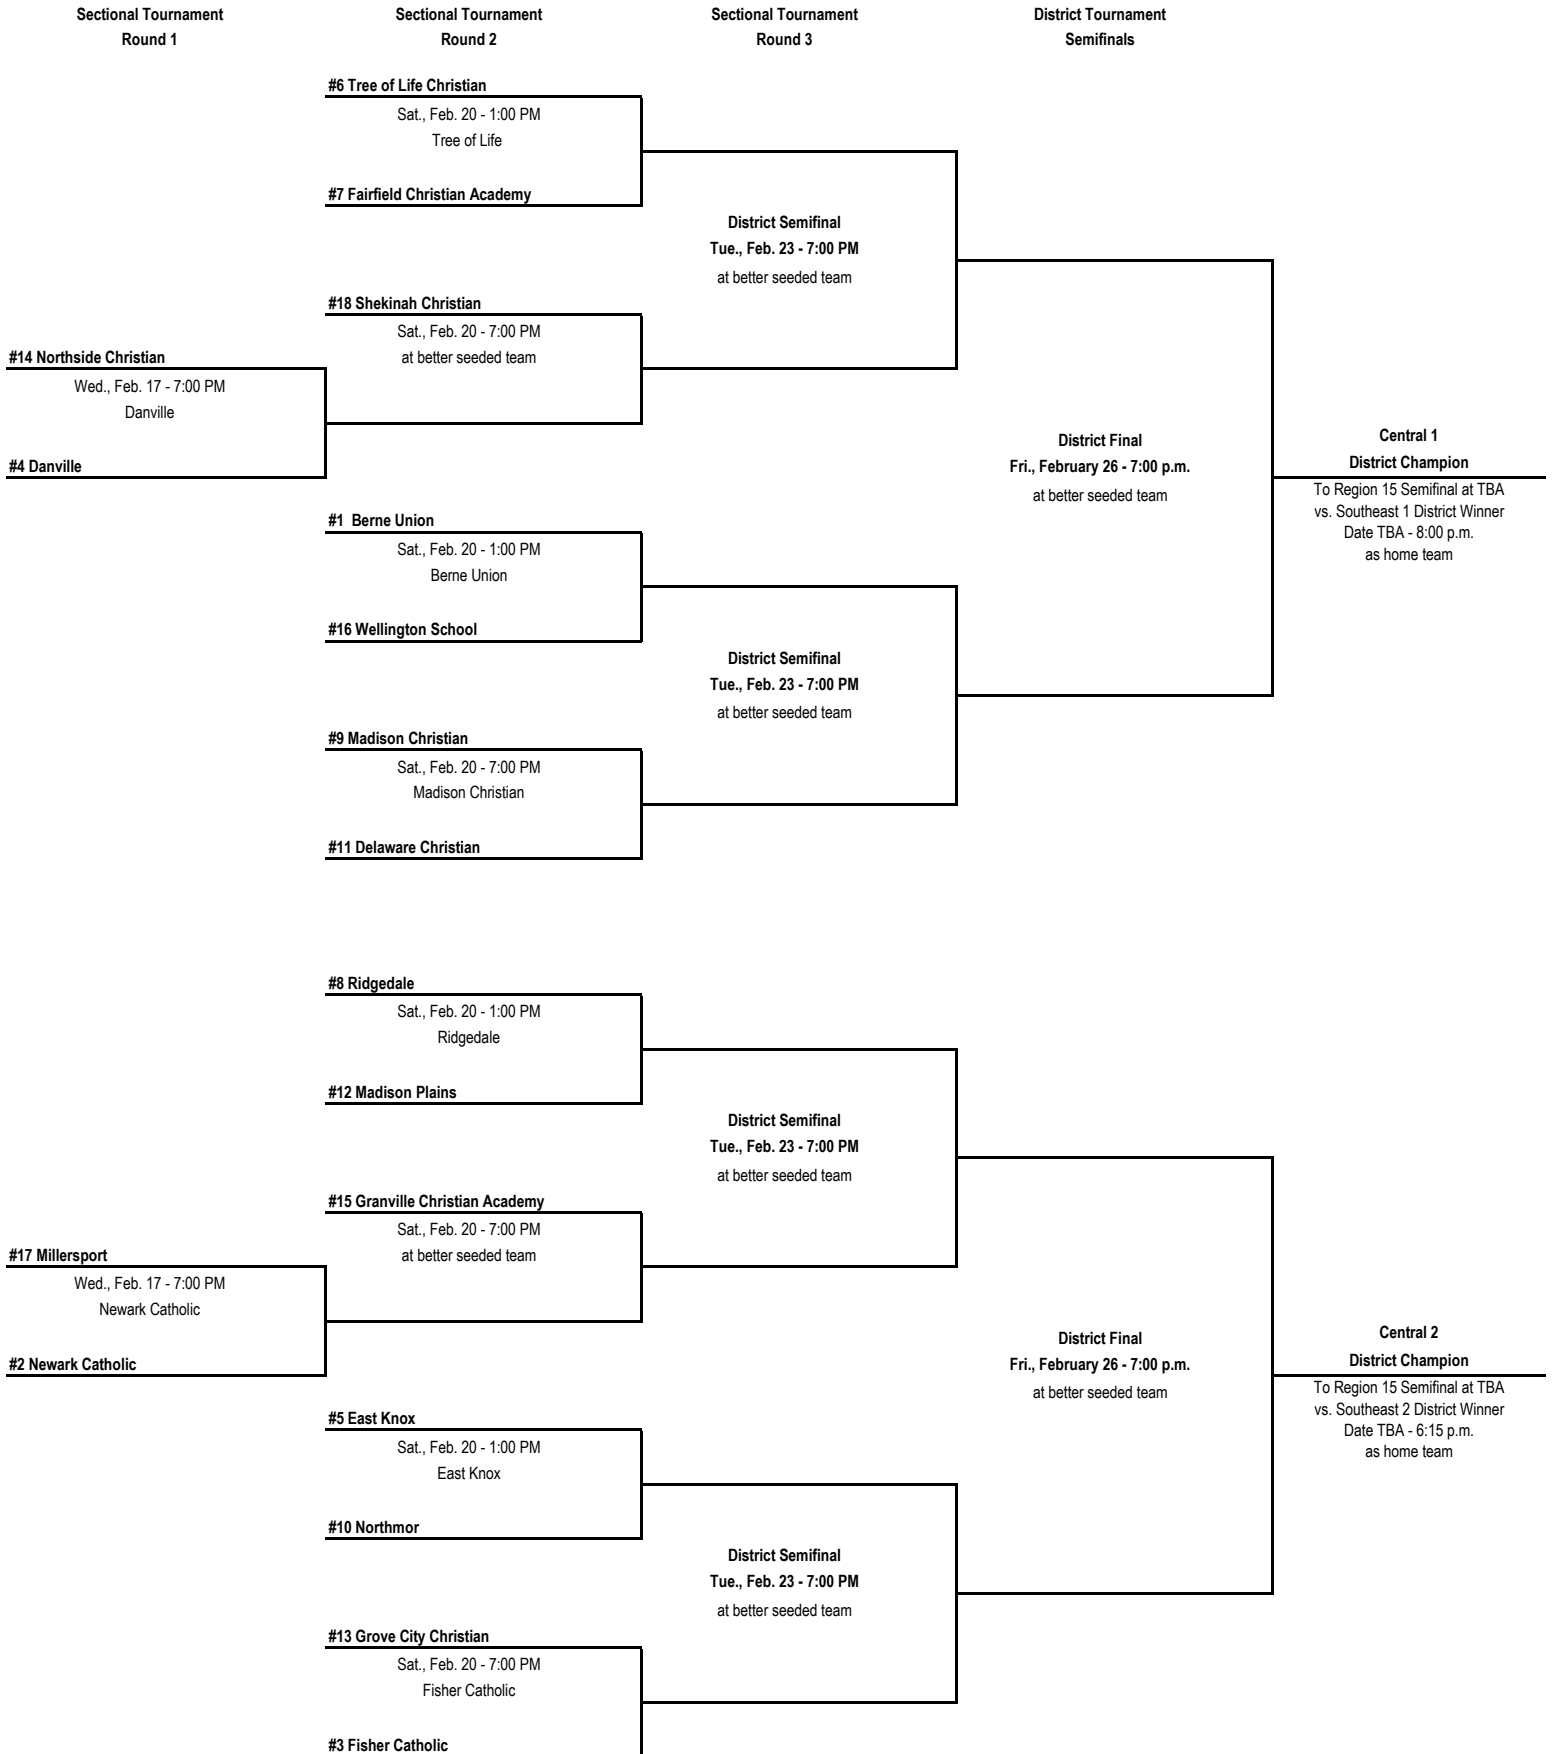 Sectional Tournament
Round 1
Sectional Tournament
Round 2
Sectional Tournament
Round 3
District Tournament
Semifinals
#6 Tree of Life Christian
Sat., Feb. 20 - 1:00 PM
Tree of Life
#7 Fairfield Christian Academy
District Semifinal
Tue., Feb. 23 - 7:00 PM
at better seeded team
#18 Shekinah Christian
Sat., Feb. 20 - 7:00 PM
at better seeded team
#14 Northside Christian
Wed., Feb. 17 - 7:00 PM
Danville
#4 Danville
District Final
Fri., February 26 - 7:00 p.m.
at better seeded team
Central 1
District Champion
To Region 15 Semifinal at TBA
vs. Southeast 1 District Winner
Date TBA - 8:00 p.m.
as home team
#1  Berne Union
Sat., Feb. 20 - 1:00 PM
Berne Union
#16 Wellington School
District Semifinal
Tue., Feb. 23 - 7:00 PM
at better seeded team
#9 Madison Christian
Sat., Feb. 20 - 7:00 PM
Madison Christian
#11 Delaware Christian
#8 Ridgedale
Sat., Feb. 20 - 1:00 PM
Ridgedale
#12 Madison Plains
District Semifinal
Tue., Feb. 23 - 7:00 PM
at better seeded team
#15 Granville Christian Academy
Sat., Feb. 20 - 7:00 PM
at better seeded team
#17 Millersport
Wed., Feb. 17 - 7:00 PM
Newark Catholic
#2 Newark Catholic
District Final
Fri., February 26 - 7:00 p.m.
at better seeded team
Central 2
District Champion
To Region 15 Semifinal at TBA
vs. Southeast 2 District Winner
Date TBA - 6:15 p.m.
as home team
#5 East Knox
Sat., Feb. 20 - 1:00 PM
East Knox
#10 Northmor
District Semifinal
Tue., Feb. 23 - 7:00 PM
at better seeded team
#13 Grove City Christian
Sat., Feb. 20 - 7:00 PM
Fisher Catholic
#3 Fisher Catholic